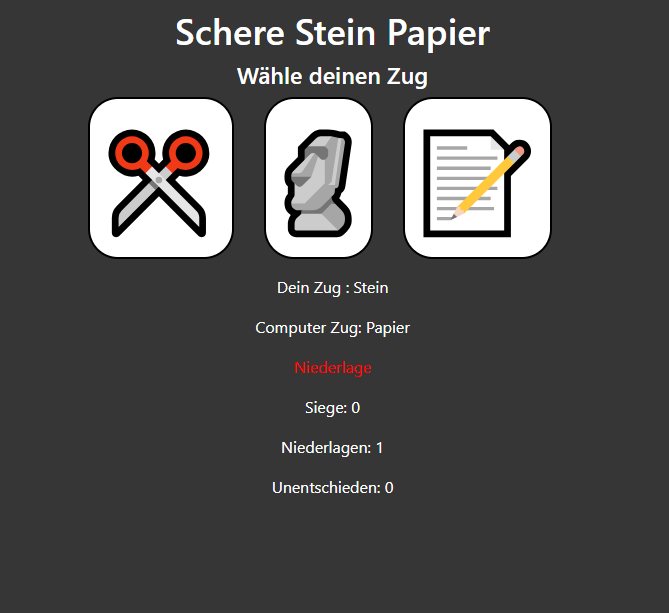 Schere Stein Papier
Wähle deinen Zug
Dein Zug : Stein
Computer Zug: Papier
Niederlage
Siege: 0
Niederlagen: 1
Unentschieden: 0